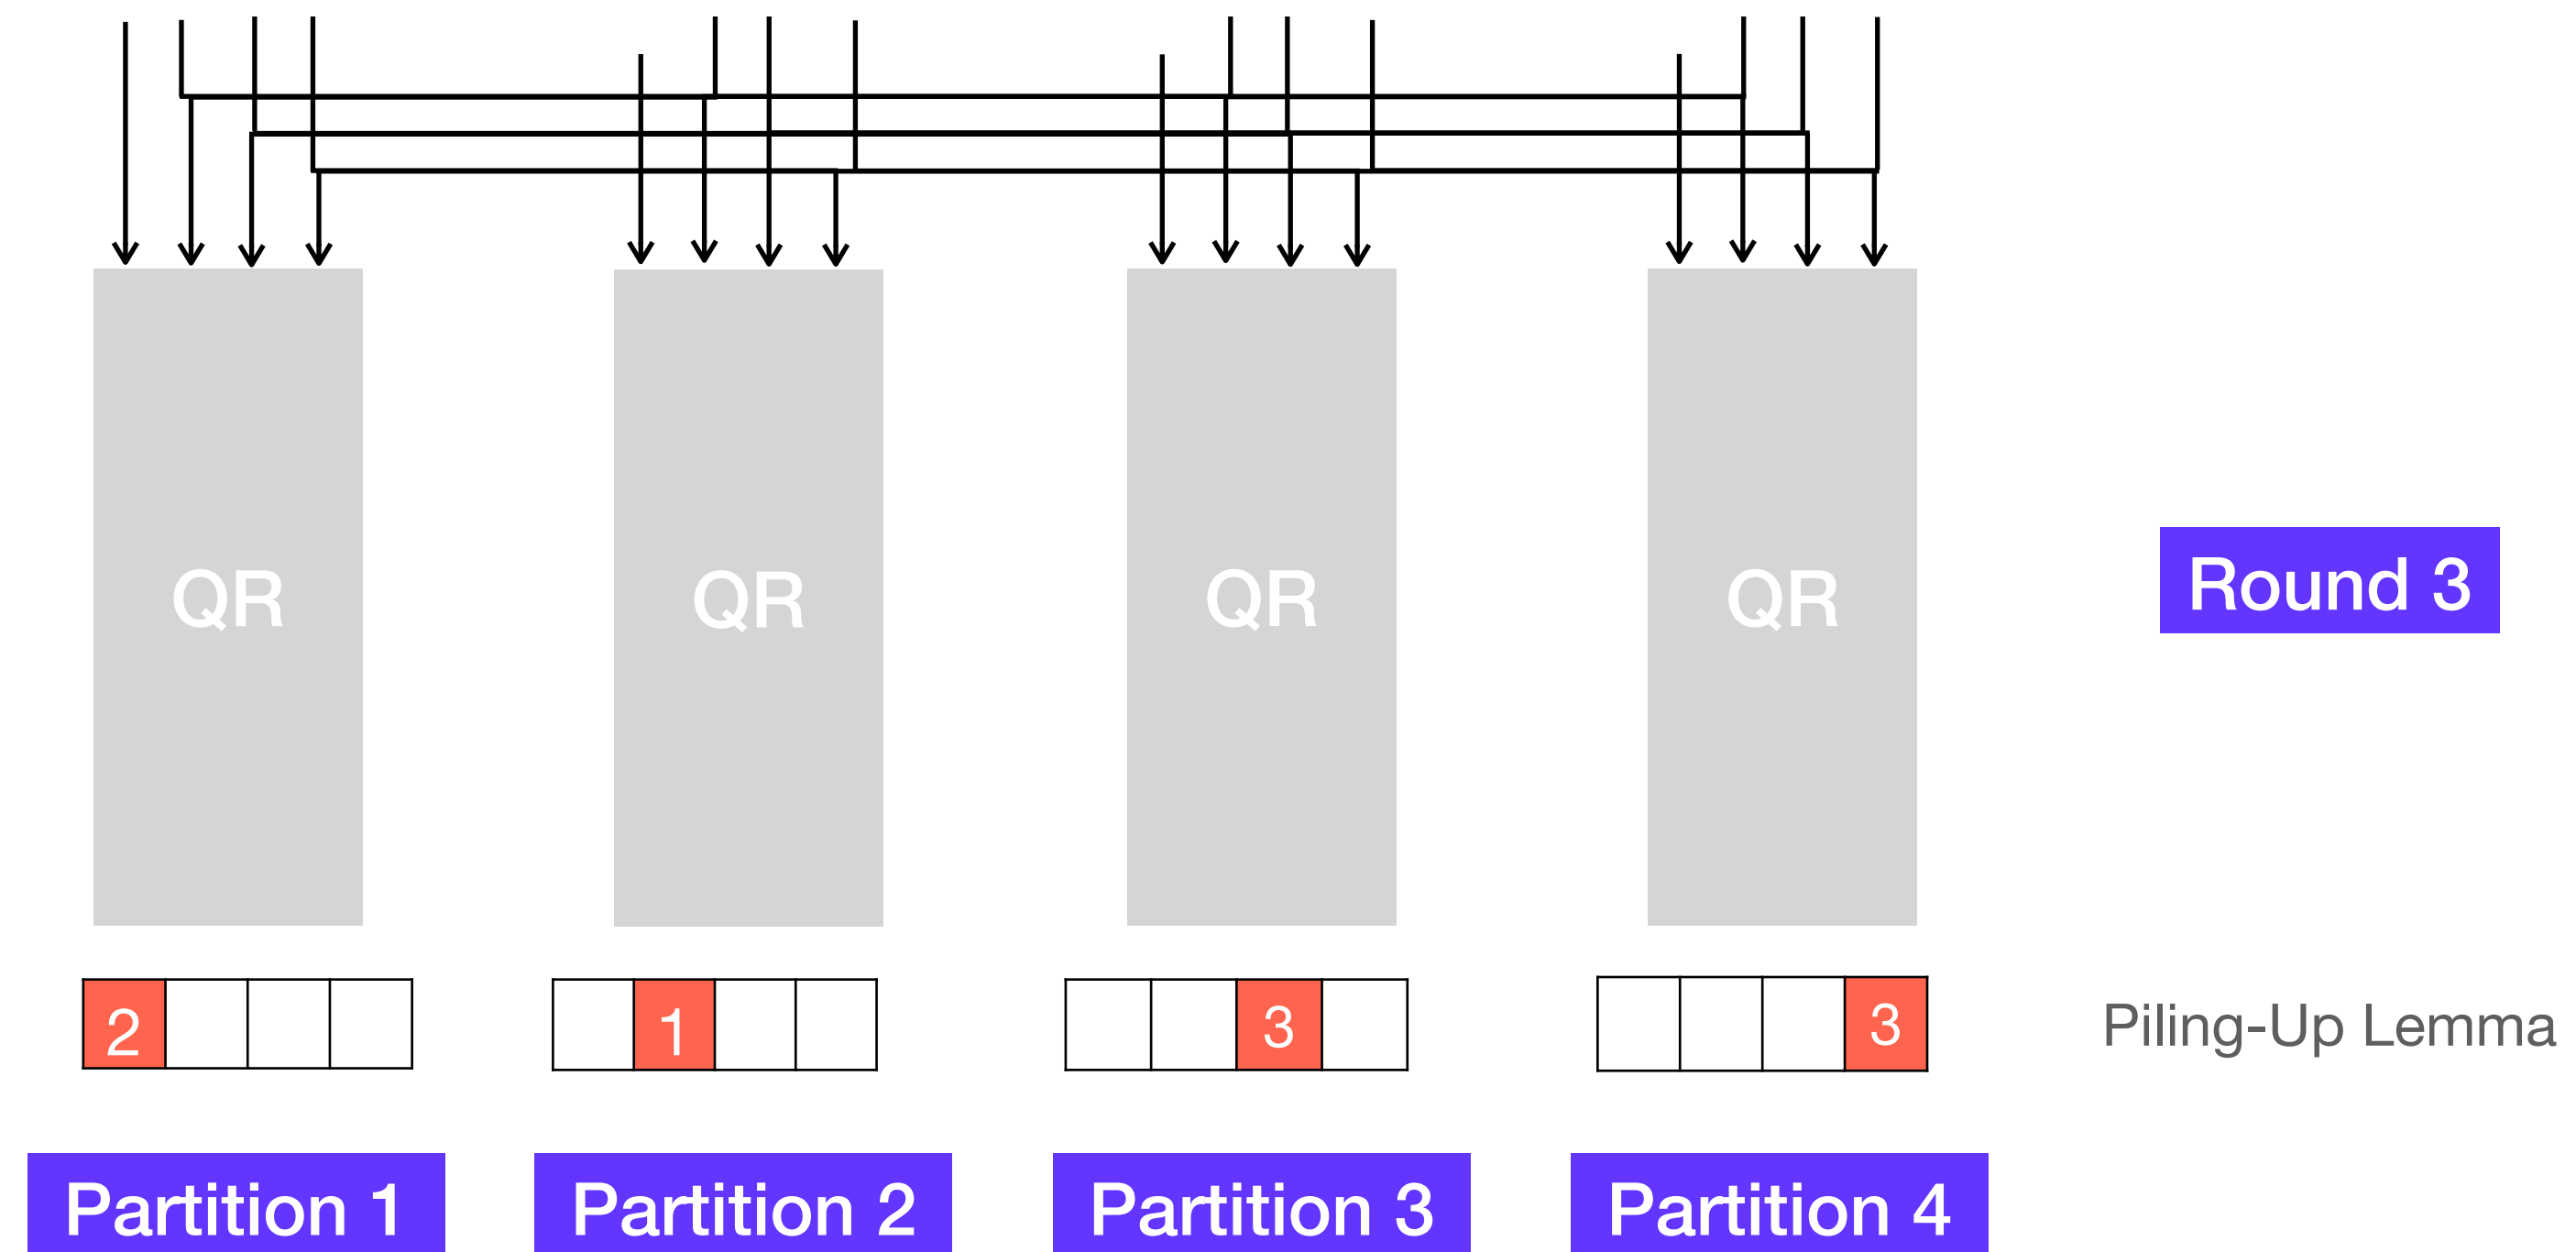 QR QR QR QR
Round 3
2 1 3 3
Piling-Up Lemma
Partition 1 Partition 2 Partition 3 Partition 4